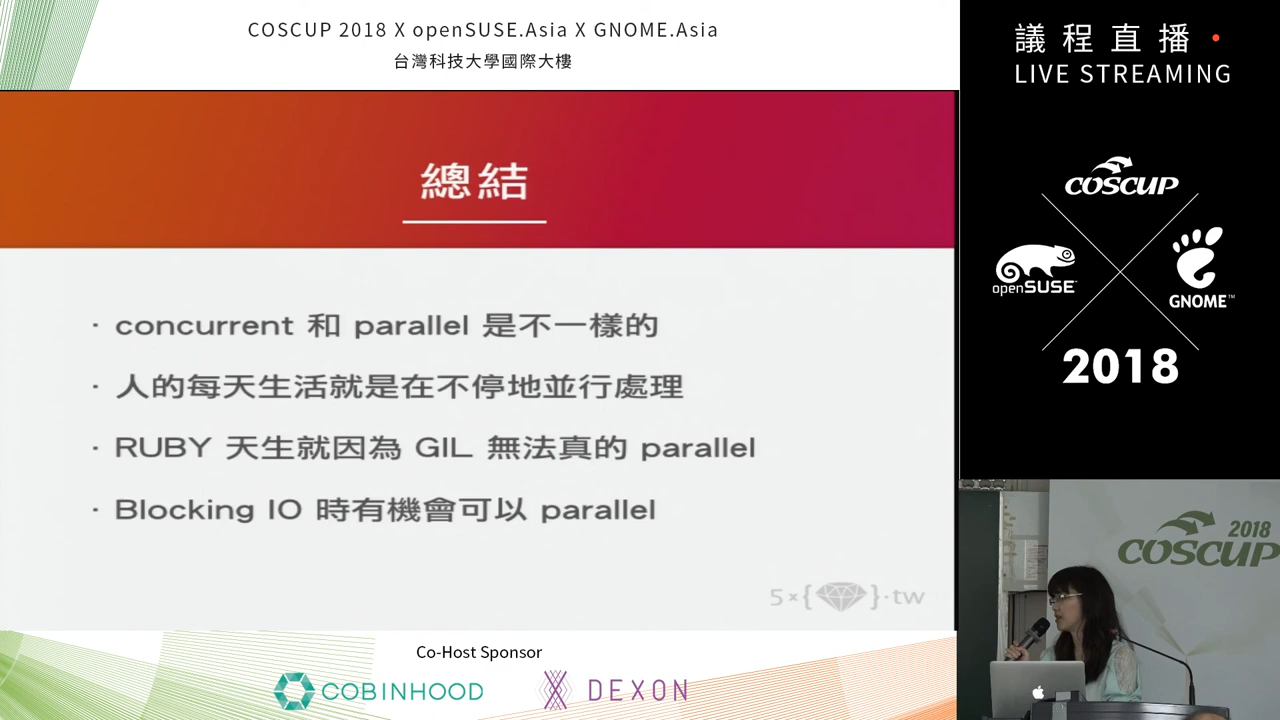 COSCUP 2018 X openSUSE.Asia X GNOME.Asia
台灣科技大學國際大樓
議程直播
LIVE STREAMING
總結
· concurrent 和 parallel 是不一樣的
· 人的每天生活就是在不停地並行處理
· RUBY 天生就因為 GIL 無法真的 parallel
· Blocking IO 時有機會可以 parallel
5×{ }·tw
COSCUP
openSUSE
GNOME™
2018
2018
COSCUP
Co-Host Sponsor
COBINHOOD
DEXON